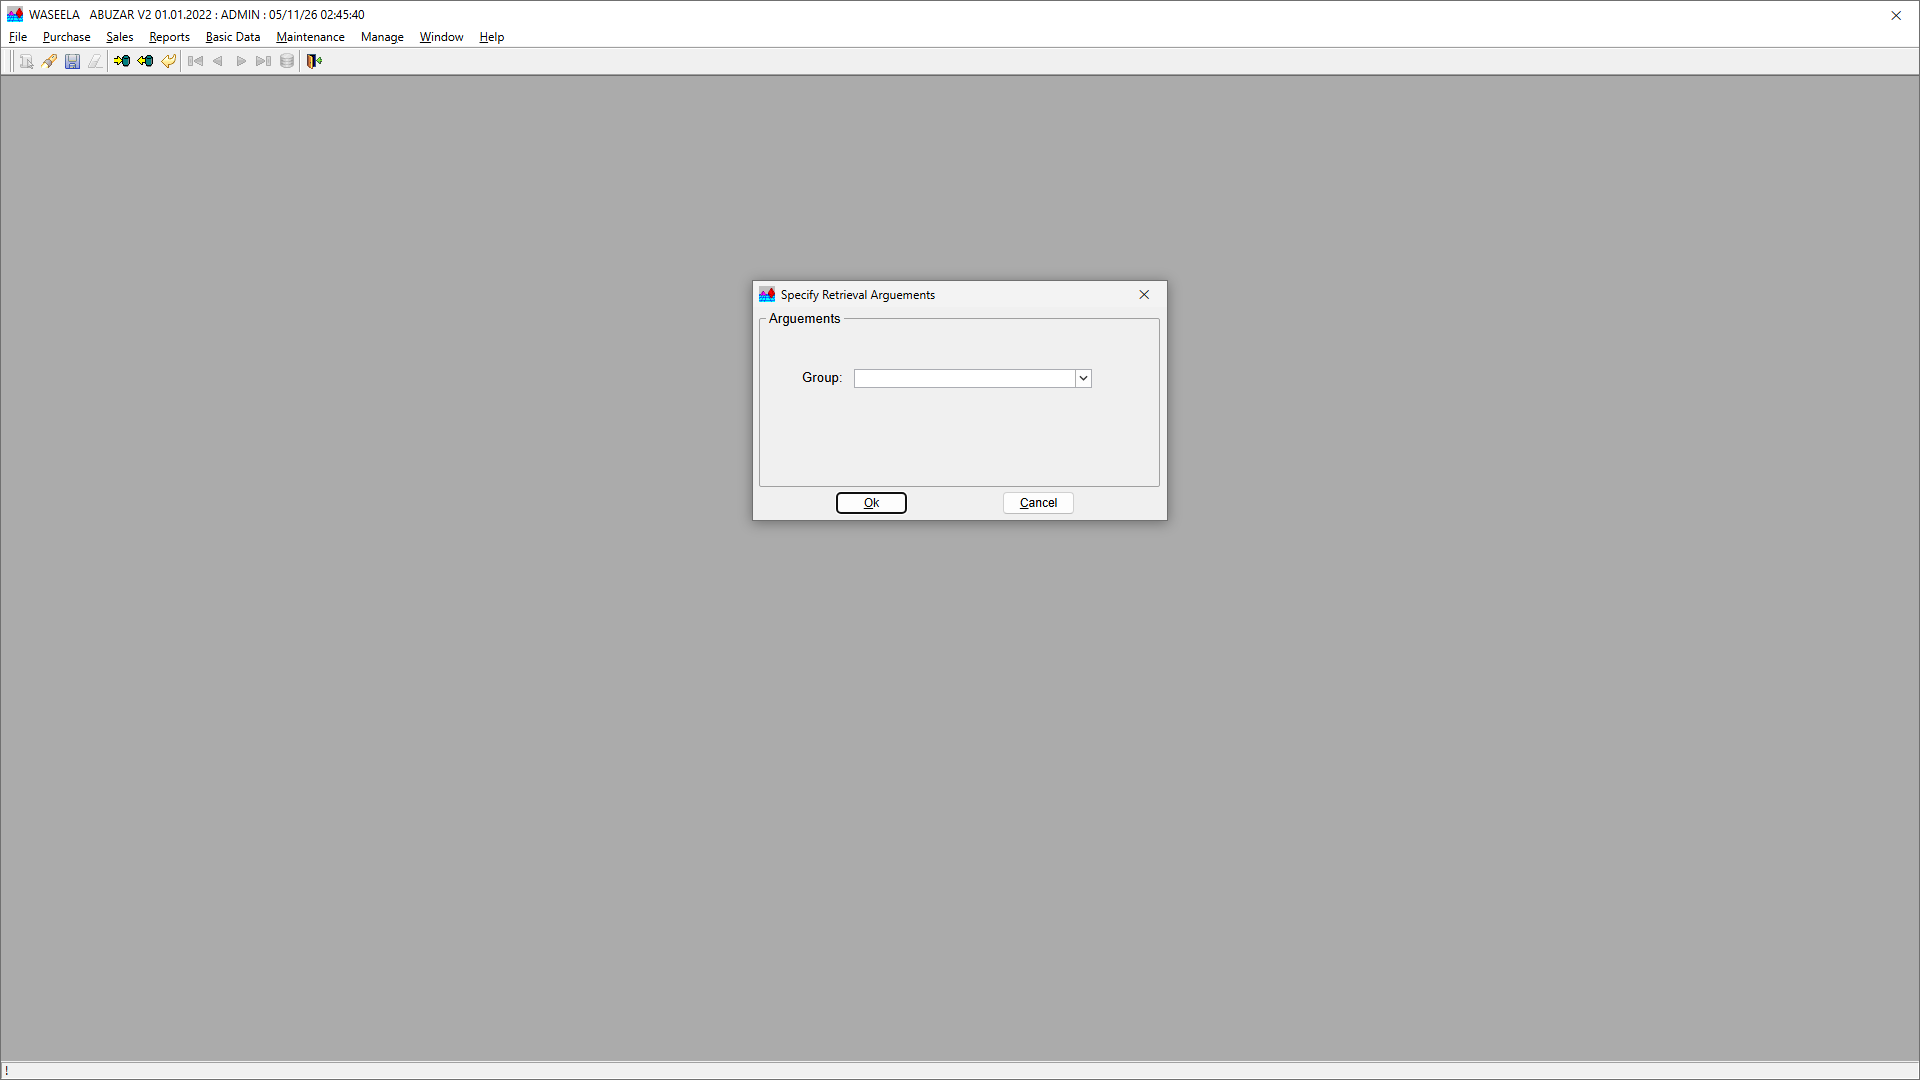 WASEELA   ABUZAR V2 01.01.2022 : ADMIN : 05/11/26 02:45:40
File Purchase Sales Reports Basic Data Maintenance Manage Window Help
Specify Retrieval Arguements
Arguements
Group:
Ok Cancel
!